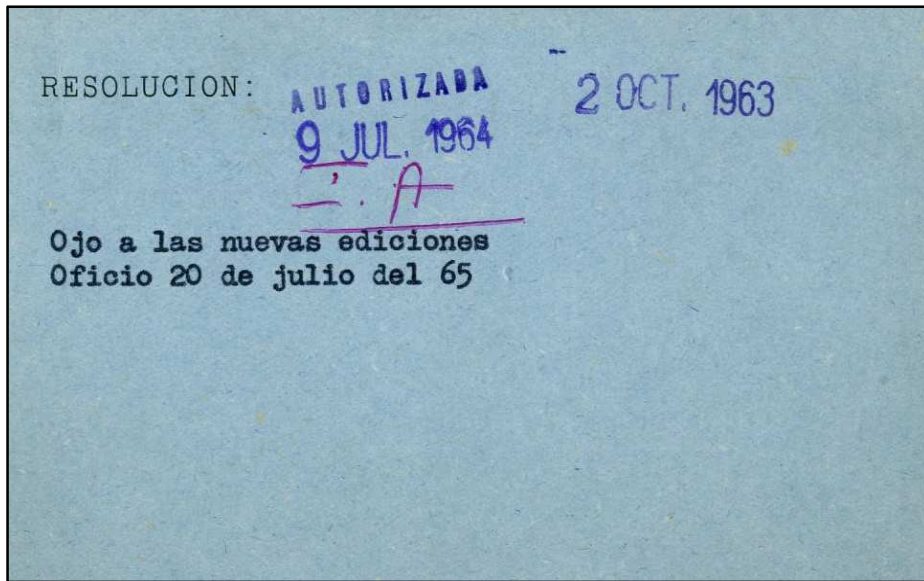 RESOLUCION:
AUTORIZADA
9 JUL. 1964
2 OCT. 1963
A
Ojo a las nuevas ediciones
Oficio 20 de julio del 65